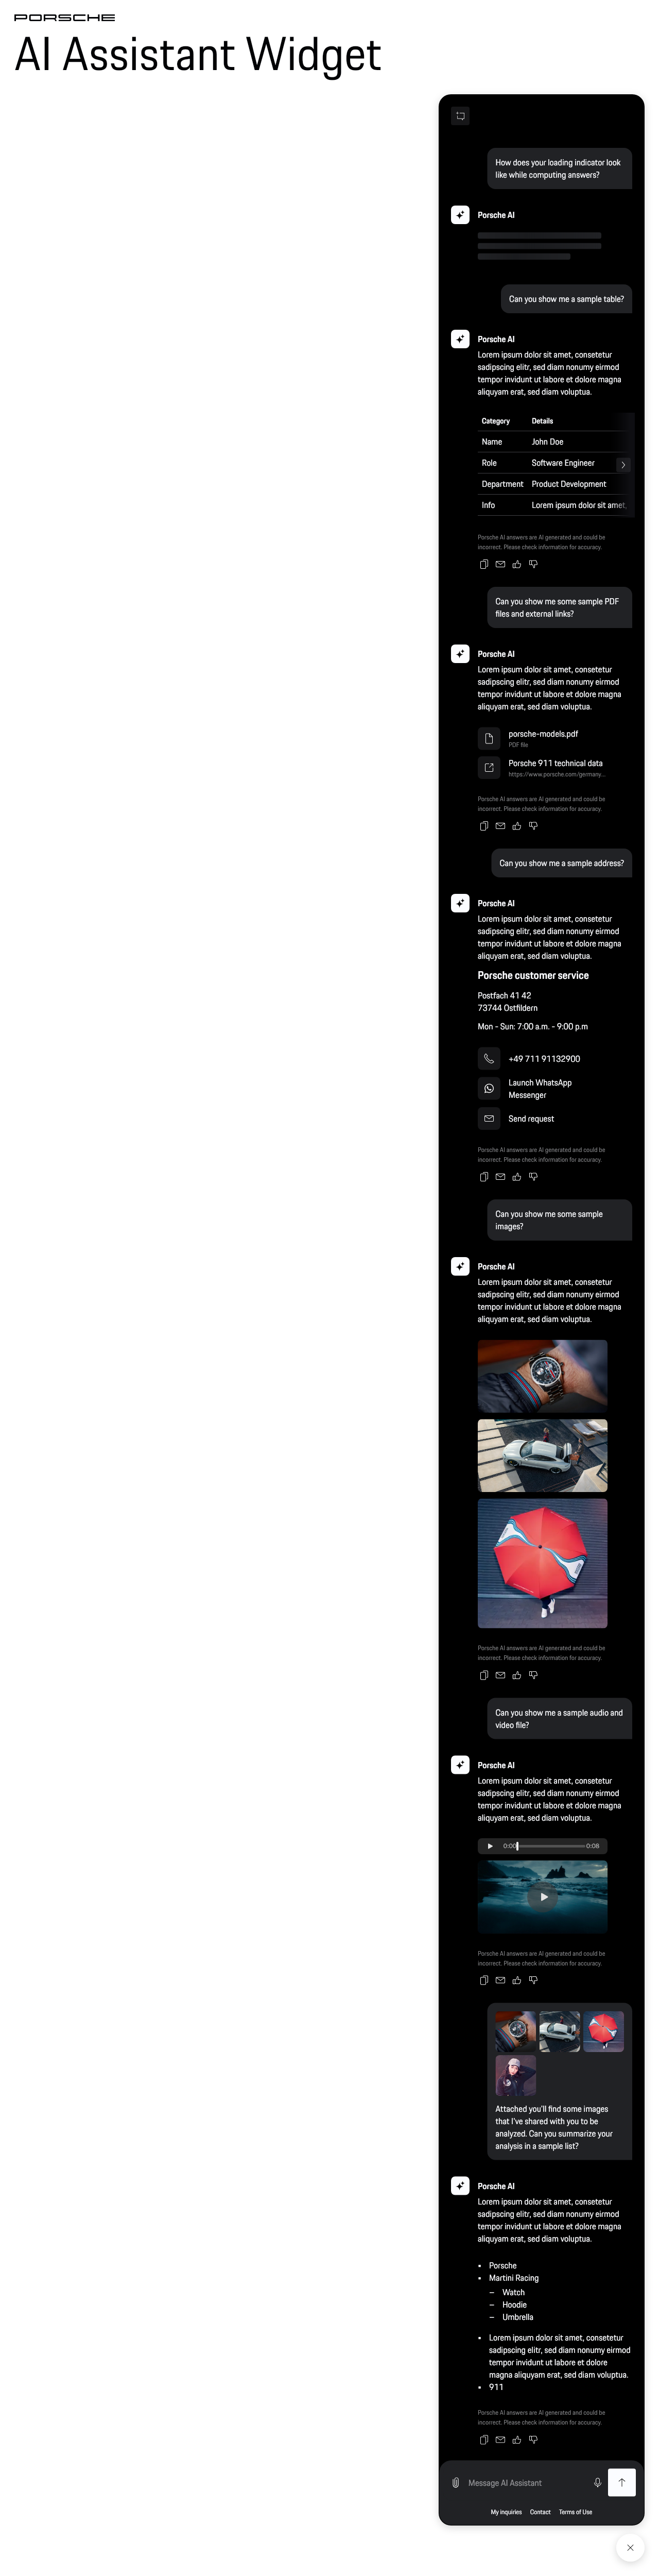 PORSCHE
AI Assistant Widget
How does your loading indicator look
like while computing answers?
Porsche AI
Can you show me a sample table?
Porsche AI
Lorem ipsum dolor sit amet, consetetur
sadipscing elitr, sed diam nonumy eirmod
tempor invidunt ut labore et dolore magna
aliquyam erat, sed diam voluptua.
Category Details
Name John Doe
Role Software Engineer
Department Product Development
Info Lorem ipsum dolor sit amet,
Porsche AI answers are AI generated and could be
incorrect. Please check information for accuracy.
Can you show me some sample PDF
files and external links?
Porsche AI
Lorem ipsum dolor sit amet, consetetur
sadipscing elitr, sed diam nonumy eirmod
tempor invidunt ut labore et dolore magna
aliquyam erat, sed diam voluptua.
porsche-models.pdf
PDF file
Porsche 911 technical data
https://www.porsche.com/germany...
Porsche AI answers are AI generated and could be
incorrect. Please check information for accuracy.
Can you show me a sample address?
Porsche AI
Lorem ipsum dolor sit amet, consetetur
sadipscing elitr, sed diam nonumy eirmod
tempor invidunt ut labore et dolore magna
aliquyam erat, sed diam voluptua.
Porsche customer service
Postfach 41 42
73744 Ostfildern
Mon - Sun: 7:00 a.m. - 9:00 p.m
+49 711 91132900
Launch WhatsApp
Messenger
Send request
Porsche AI answers are AI generated and could be
incorrect. Please check information for accuracy.
Can you show me some sample
images?
Porsche AI
Lorem ipsum dolor sit amet, consetetur
sadipscing elitr, sed diam nonumy eirmod
tempor invidunt ut labore et dolore magna
aliquyam erat, sed diam voluptua.
Porsche AI answers are AI generated and could be
incorrect. Please check information for accuracy.
Can you show me a sample audio and
video file?
Porsche AI
Lorem ipsum dolor sit amet, consetetur
sadipscing elitr, sed diam nonumy eirmod
tempor invidunt ut labore et dolore magna
aliquyam erat, sed diam voluptua.
0:00 0:08
Porsche AI answers are AI generated and could be
incorrect. Please check information for accuracy.
Attached you'll find some images
that I've shared with you to be
analyzed. Can you summarize your
analysis in a sample list?
Porsche AI
Lorem ipsum dolor sit amet, consetetur
sadipscing elitr, sed diam nonumy eirmod
tempor invidunt ut labore et dolore magna
aliquyam erat, sed diam voluptua.
• Porsche
• Martini Racing
– Watch
– Hoodie
– Umbrella
• Lorem ipsum dolor sit amet, consetetur
sadipscing elitr, sed diam nonumy eirmod
tempor invidunt ut labore et dolore
magna aliquyam erat, sed diam voluptua.
• 911
Porsche AI answers are AI generated and could be
incorrect. Please check information for accuracy.
Message AI Assistant
My inquiries Contact Terms of Use